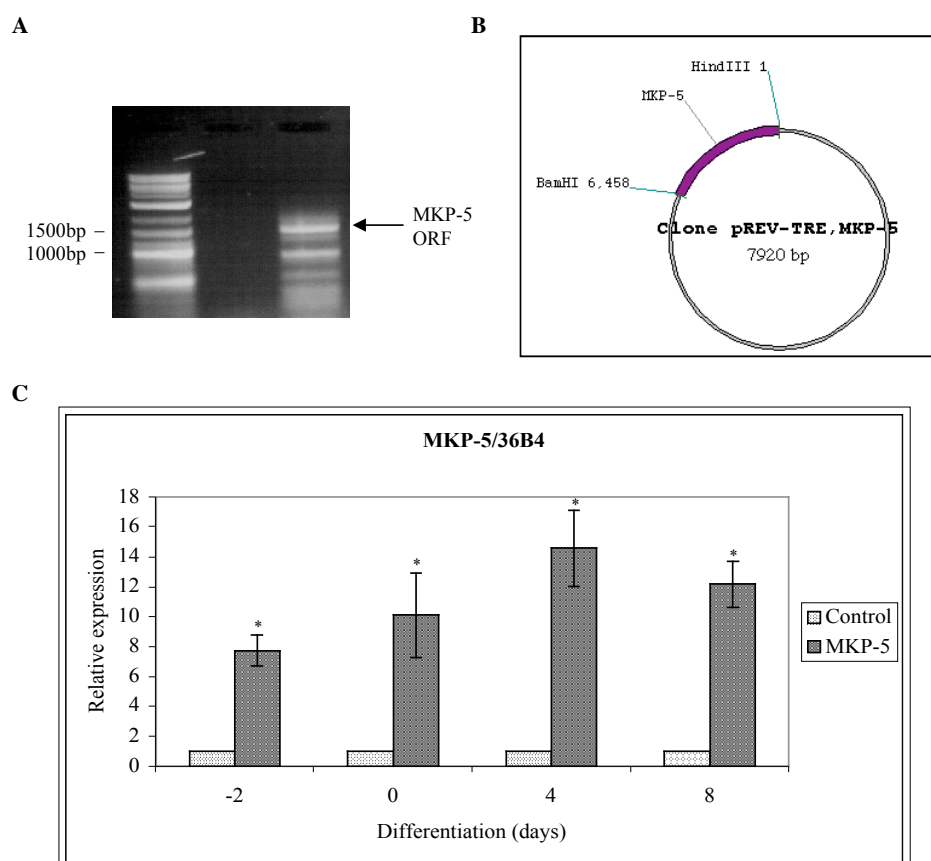 A
1500bp
1000bp
MKP-5
ORF
B
HindIII 1
MKP-5
BamHI 6,458
Clone pREV-TRE,MKP-5
7920 bp
C
MKP-5/36B4
Relative expression
18
16
14
12
10
8
6
4
2
0
*
*
*
*
-2
0
4
8
Differentiation (days)
Control
MKP-5